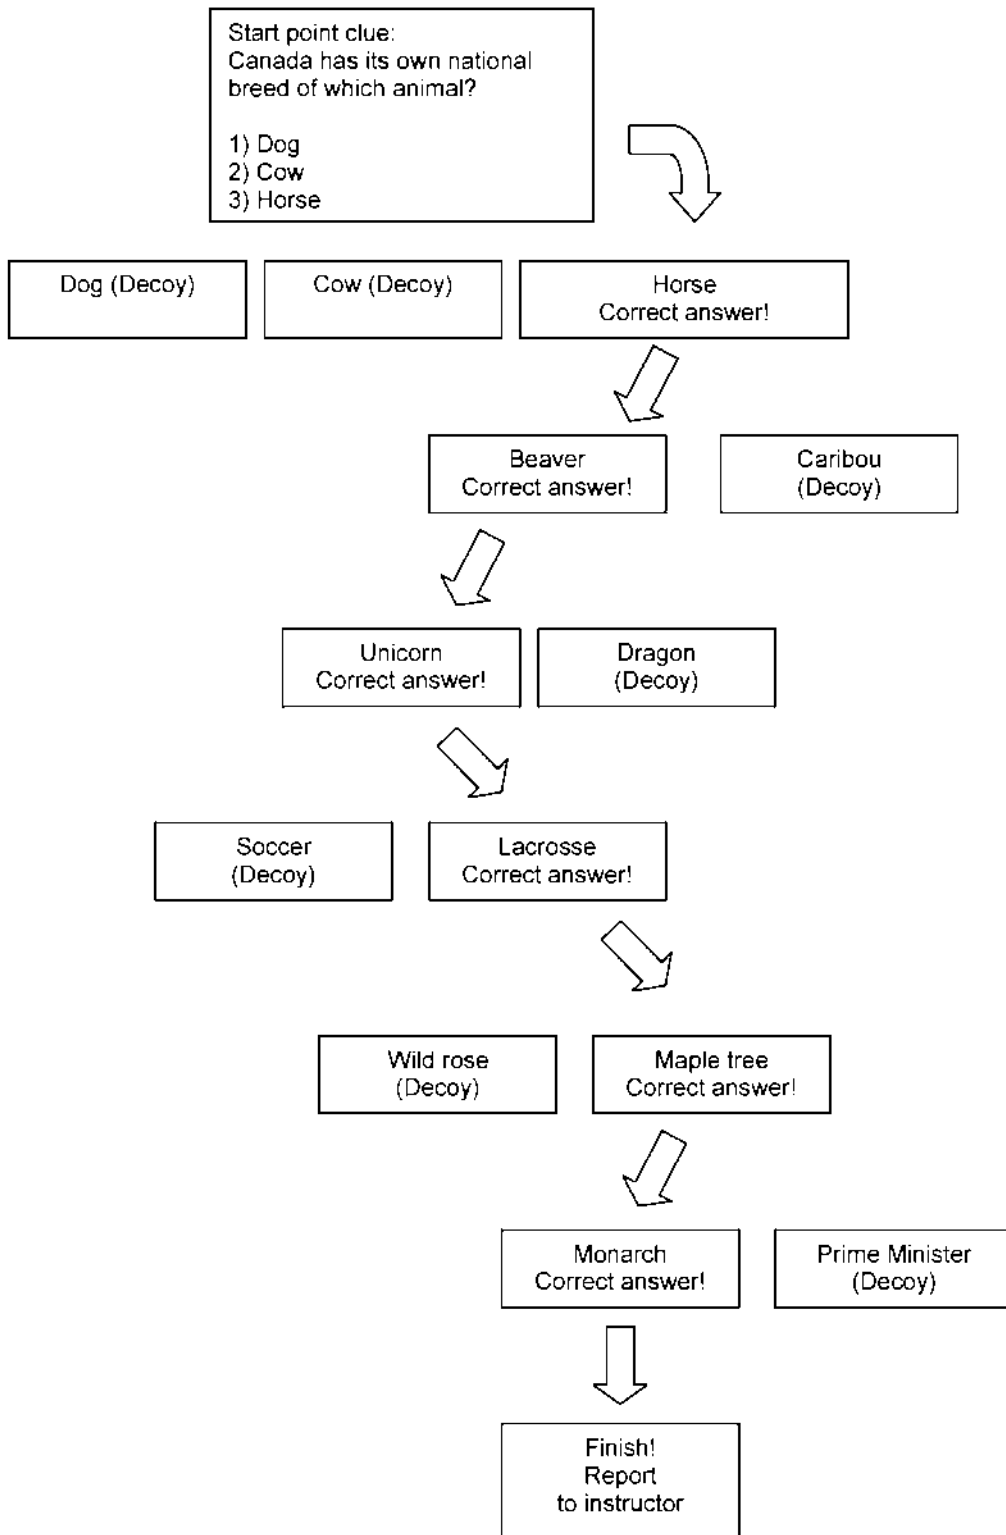 Start point clue:
Canada has its own national
breed of which animal?
1) Dog
2) Cow
3) Horse
Dog (Decoy)
Cow (Decoy)
Horse
Correct answer!
Beaver
Correct answer!
Caribou
(Decoy)
Unicorn
Correct answer!
Dragon
(Decoy)
Soccer
(Decoy)
Lacrosse
Correct answer!
Wild rose
(Decoy)
Maple tree
Correct answer!
Monarch
Correct answer!
Prime Minister
(Decoy)
Finish!
Report
to instructor